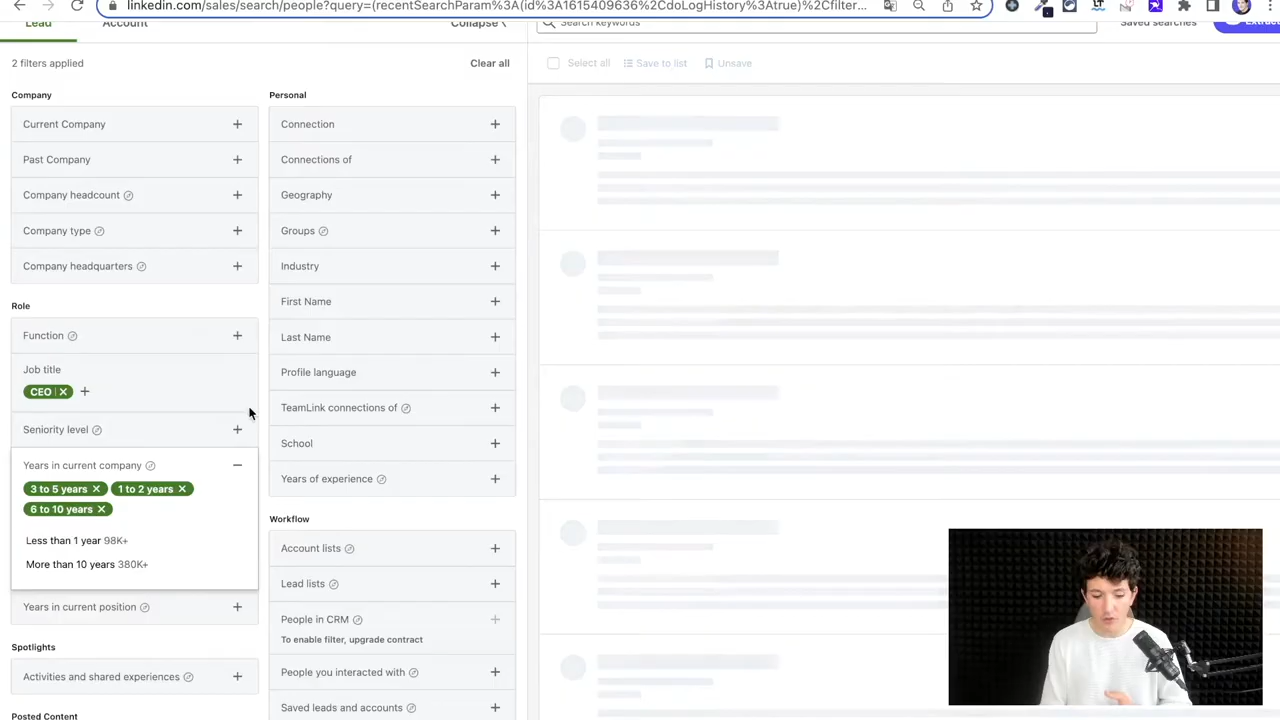 linkedin.com/sales/search/people?query=(recentSearchParam%3A(id%3A1615409636%2CdoLogHistory%3Atrue)%2Cfilter...
Lead
Account
Collapse
Search keywords
Saved searches
2 filters applied
Clear all
Select all
Save to list
Unsave
Company
Current Company
Past Company
Company headcount
Company type
Company headquarters
Role
Function
Job title
CEO
Seniority level
Years in current company
3 to 5 years
1 to 2 years
6 to 10 years
Less than 1 year 98K+
More than 10 years 380K+
Years in current position
Spotlights
Activities and shared experiences
Posted Content
Personal
Connection
Connections of
Geography
Groups
Industry
First Name
Last Name
Profile language
TeamLink connections of
School
Years of experience
Workflow
Account lists
Lead lists
People in CRM
To enable filter, upgrade contract
People you interacted with
Saved leads and accounts